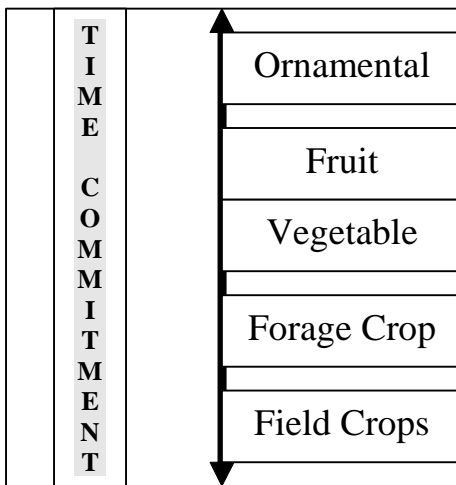 TIME COMMITMENT
Ornamental
Fruit
Vegetable
Forage Crop
Field Crops